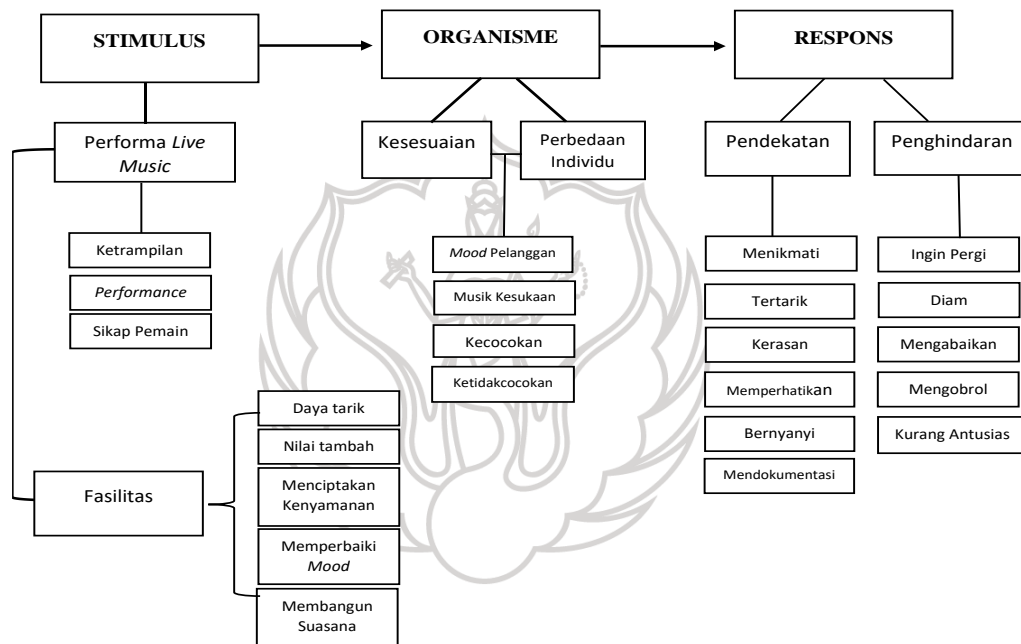 STIMULUS
ORGANISME
RESPONS
Performa Live
Music
Kesesuaian
Perbedaan
Individu
Pendekatan
Penghindaran
Ketrampilan
Performance
Sikap Pemain
Mood Pelanggan
Musik Kesukaan
Kecocokan
Ketidakcocokan
Menikmati
Tertarik
Kerasan
Memperhatikan
Bernyanyi
Mendokumentasi
Ingin Pergi
Diam
Mengabaikan
Mengobrol
Kurang Antusias
Fasilitas
Daya tarik
Nilai tambah
Menciptakan
Kenyamanan
Memperbaiki
Mood
Membangun
Suasana